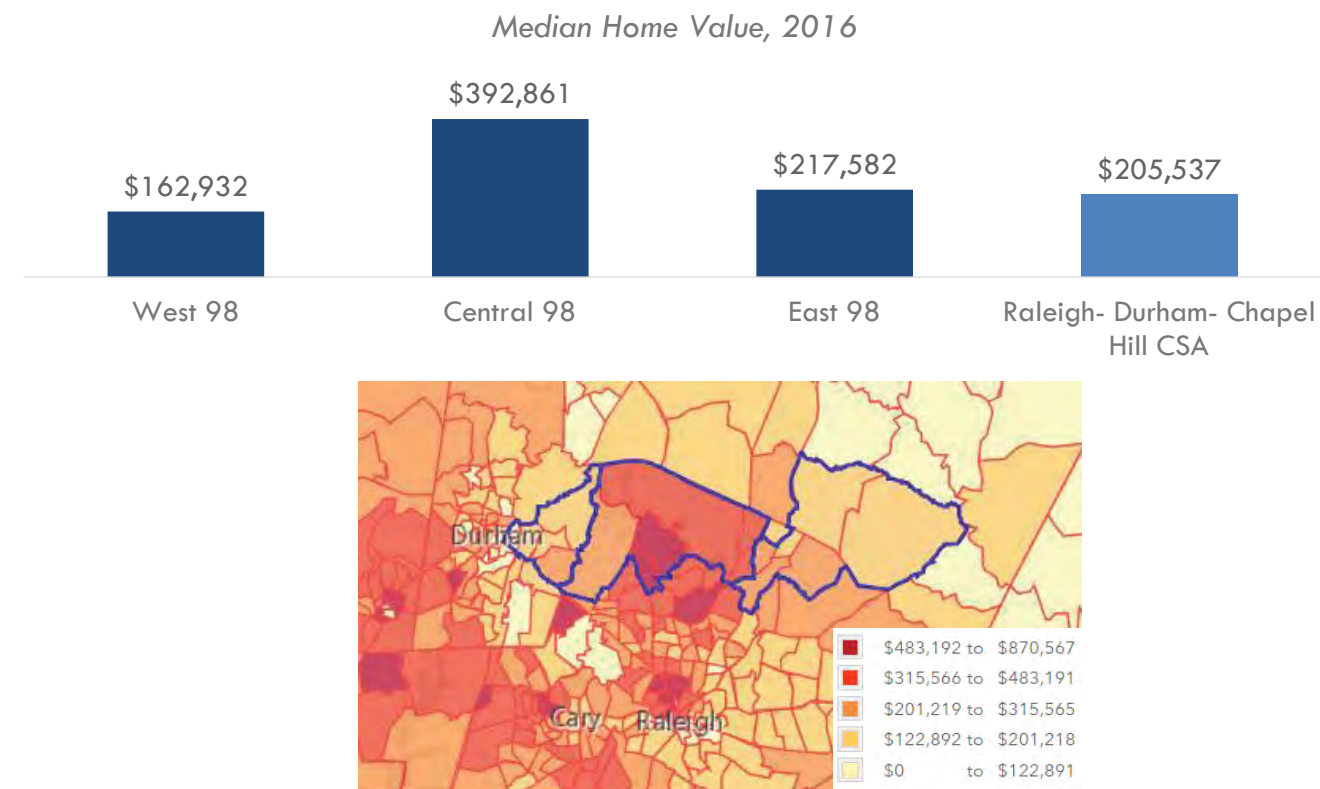 Median Home Value, 2016
$392,861
$217,582
$205,537
$162,932
West 98
Central 98
East 98
Raleigh- Durham- Chapel
Hill CSA
Durham
Cary
Raleigh
$483,192 to $870,567
$315,566 to $483,191
$201,219 to $315,565
$122,892 to $201,218
$0 to $122,891